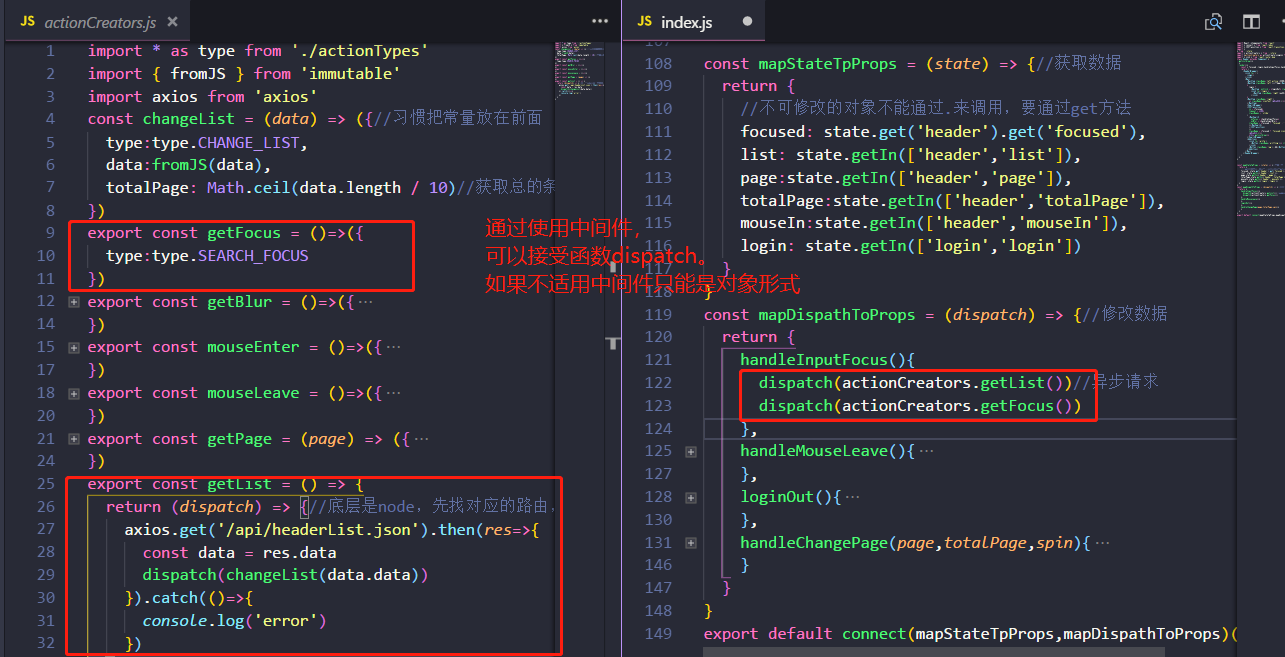 JS actionCreators.js × ···
1 import * as type from './actionTypes'
2 import { fromJS } from 'immutable'
3 import axios from 'axios'
4 const changeList = (data) => ({//习惯把常量放在前面
5 type:type.CHANGE_LIST,
6 data:fromJS(data),
7 totalPage: Math.ceil(data.length / 10)//获取总的条
8 })
9 export const getFocus = ()=>({
10 type:type.SEARCH_FOCUS
11 })
12 export const getBlur = ()=>({···
14 })
15 export const mouseEnter = ()=>({···
17 })
18 export const mouseLeave = ()=>({···
20 })
21 export const getPage = (page) => ({···
24 })
25 export const getList = () => {
26 return (dispatch) => {//底层是node，先找对应的路由，
27 axios.get('/api/headerList.json').then(res=>{
28 const data = res.data
29 dispatch(changeList(data.data))
30 }).catch(()=>{
31 console.log('error')
32 })
通过使用中间件，
可以接受函数dispatch。
如果不适用中间件只能是对象形式
JS index.js ●
107
108 const mapStateTpProps = (state) => {//获取数据
109 return {
110 //不可修改的对象不能通过.来调用，要通过get方法
111 focused: state.get('header').get('focused'),
112 list: state.getIn(['header','list']),
113 page:state.getIn(['header','page']),
114 totalPage:state.getIn(['header','totalPage']),
115 mouseIn:state.getIn(['header','mouseIn']),
116 login: state.getIn(['login','login'])
117 }
118 }
119 const mapDispathToProps = (dispatch) => {//修改数据
120 return {
121 handleInputFocus(){
122 dispatch(actionCreators.getList())//异步请求
123 dispatch(actionCreators.getFocus())
124 },
125 handleMouseLeave(){···
127 },
128 loginOut(){···
130 },
131 handleChangePage(page,totalPage,spin){···
146 }
147 }
148 }
149 export default connect(mapStateTpProps,mapDispathToProps)(